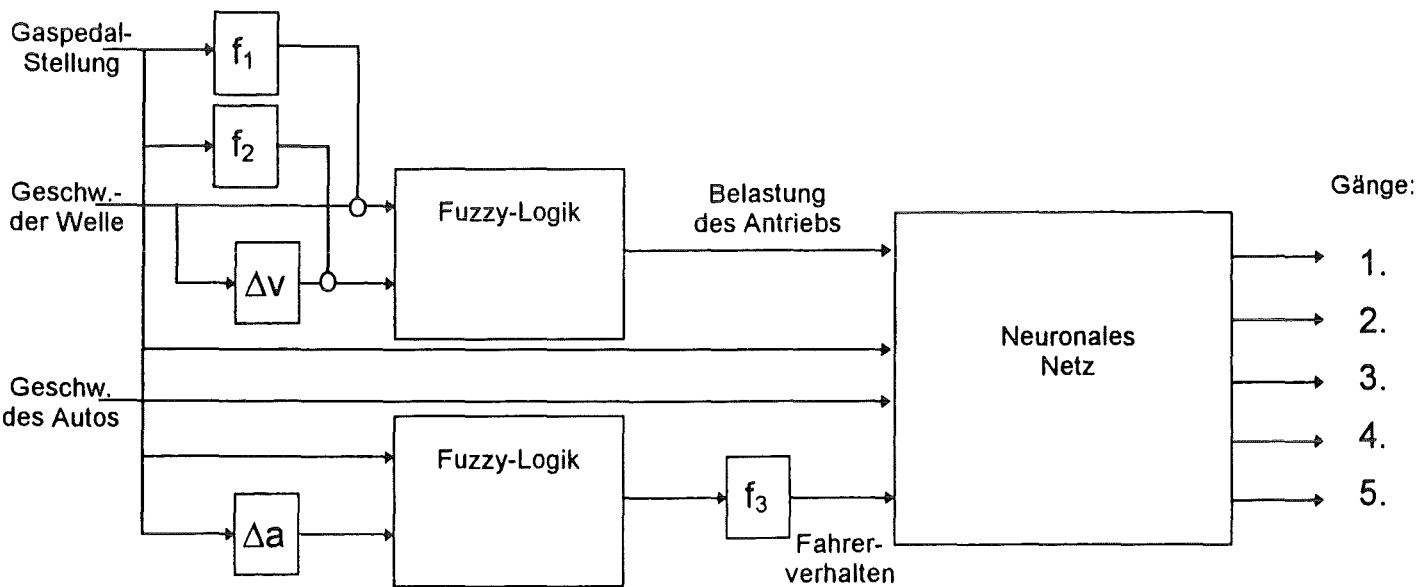 Gaspedal-
Stellung
f1
f2
Geschw.-
der Welle
Δv
Fuzzy-Logik
Belastung
des Antriebs
Gänge:
1.
2.
3.
4.
5.
Neuronales
Netz
Geschw.
des Autos
Fuzzy-Logik
Δa
f3
Fahrer-
verhalten